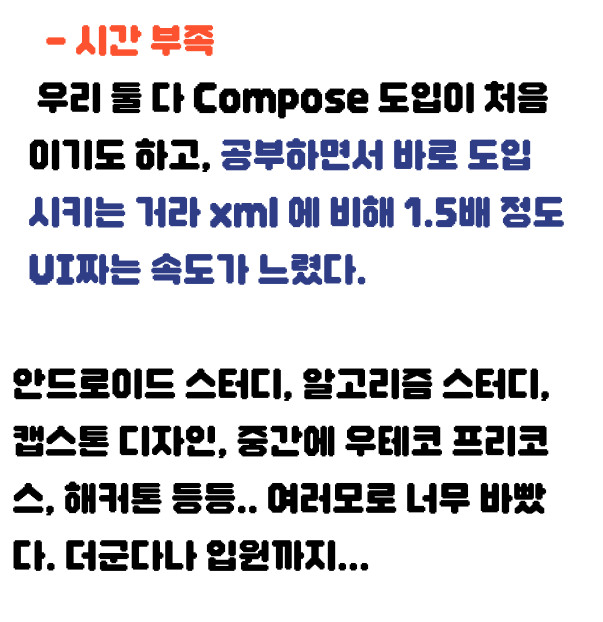 - 시간 부족
우리 둘 다 Compose 도입이 처음
이기도 하고, 공부하면서 바로 도입
시키는 거라 xml 에 비해 1.5배 정도
UI짜는 속도가 느렸다.
안드로이드 스터디, 알고리즘 스터디,
캡스톤 디자인, 중간에 우테코 프리코
스, 해커톤 등등.. 여러모로 너무 바빴
다. 더군다나 입원까지...